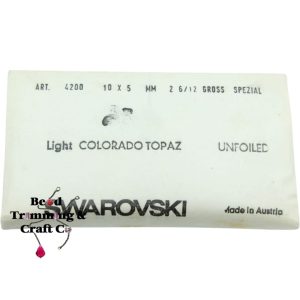 ART. 4200 10 X 5 MM 2 6/12 GROSS SPEZIAL
Light COLORADO TOPAZ UNFOILED
Bead
Trimming &
Craft Co
SWAROVSKI Made in Austria